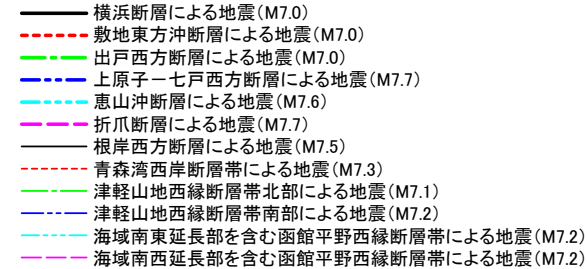 横浜断層による地震(M7.0)
敷地東方沖断層による地震(M7.0)
出戸西方断層による地震(M7.0)
上原子－七戸西方断層による地震(M7.7)
恵山沖断層による地震(M7.6)
折爪断層による地震(M7.7)
根岸西方断層による地震(M7.5)
青森湾西岸断層帯による地震(M7.3)
津軽山地西縁断層帯北部による地震(M7.1)
津軽山地西縁断層帯南部による地震(M7.2)
海域南東延長部を含む函館平野西縁断層帯による地震(M7.2)
海域南西延長部を含む函館平野西縁断層帯による地震(M7.2)